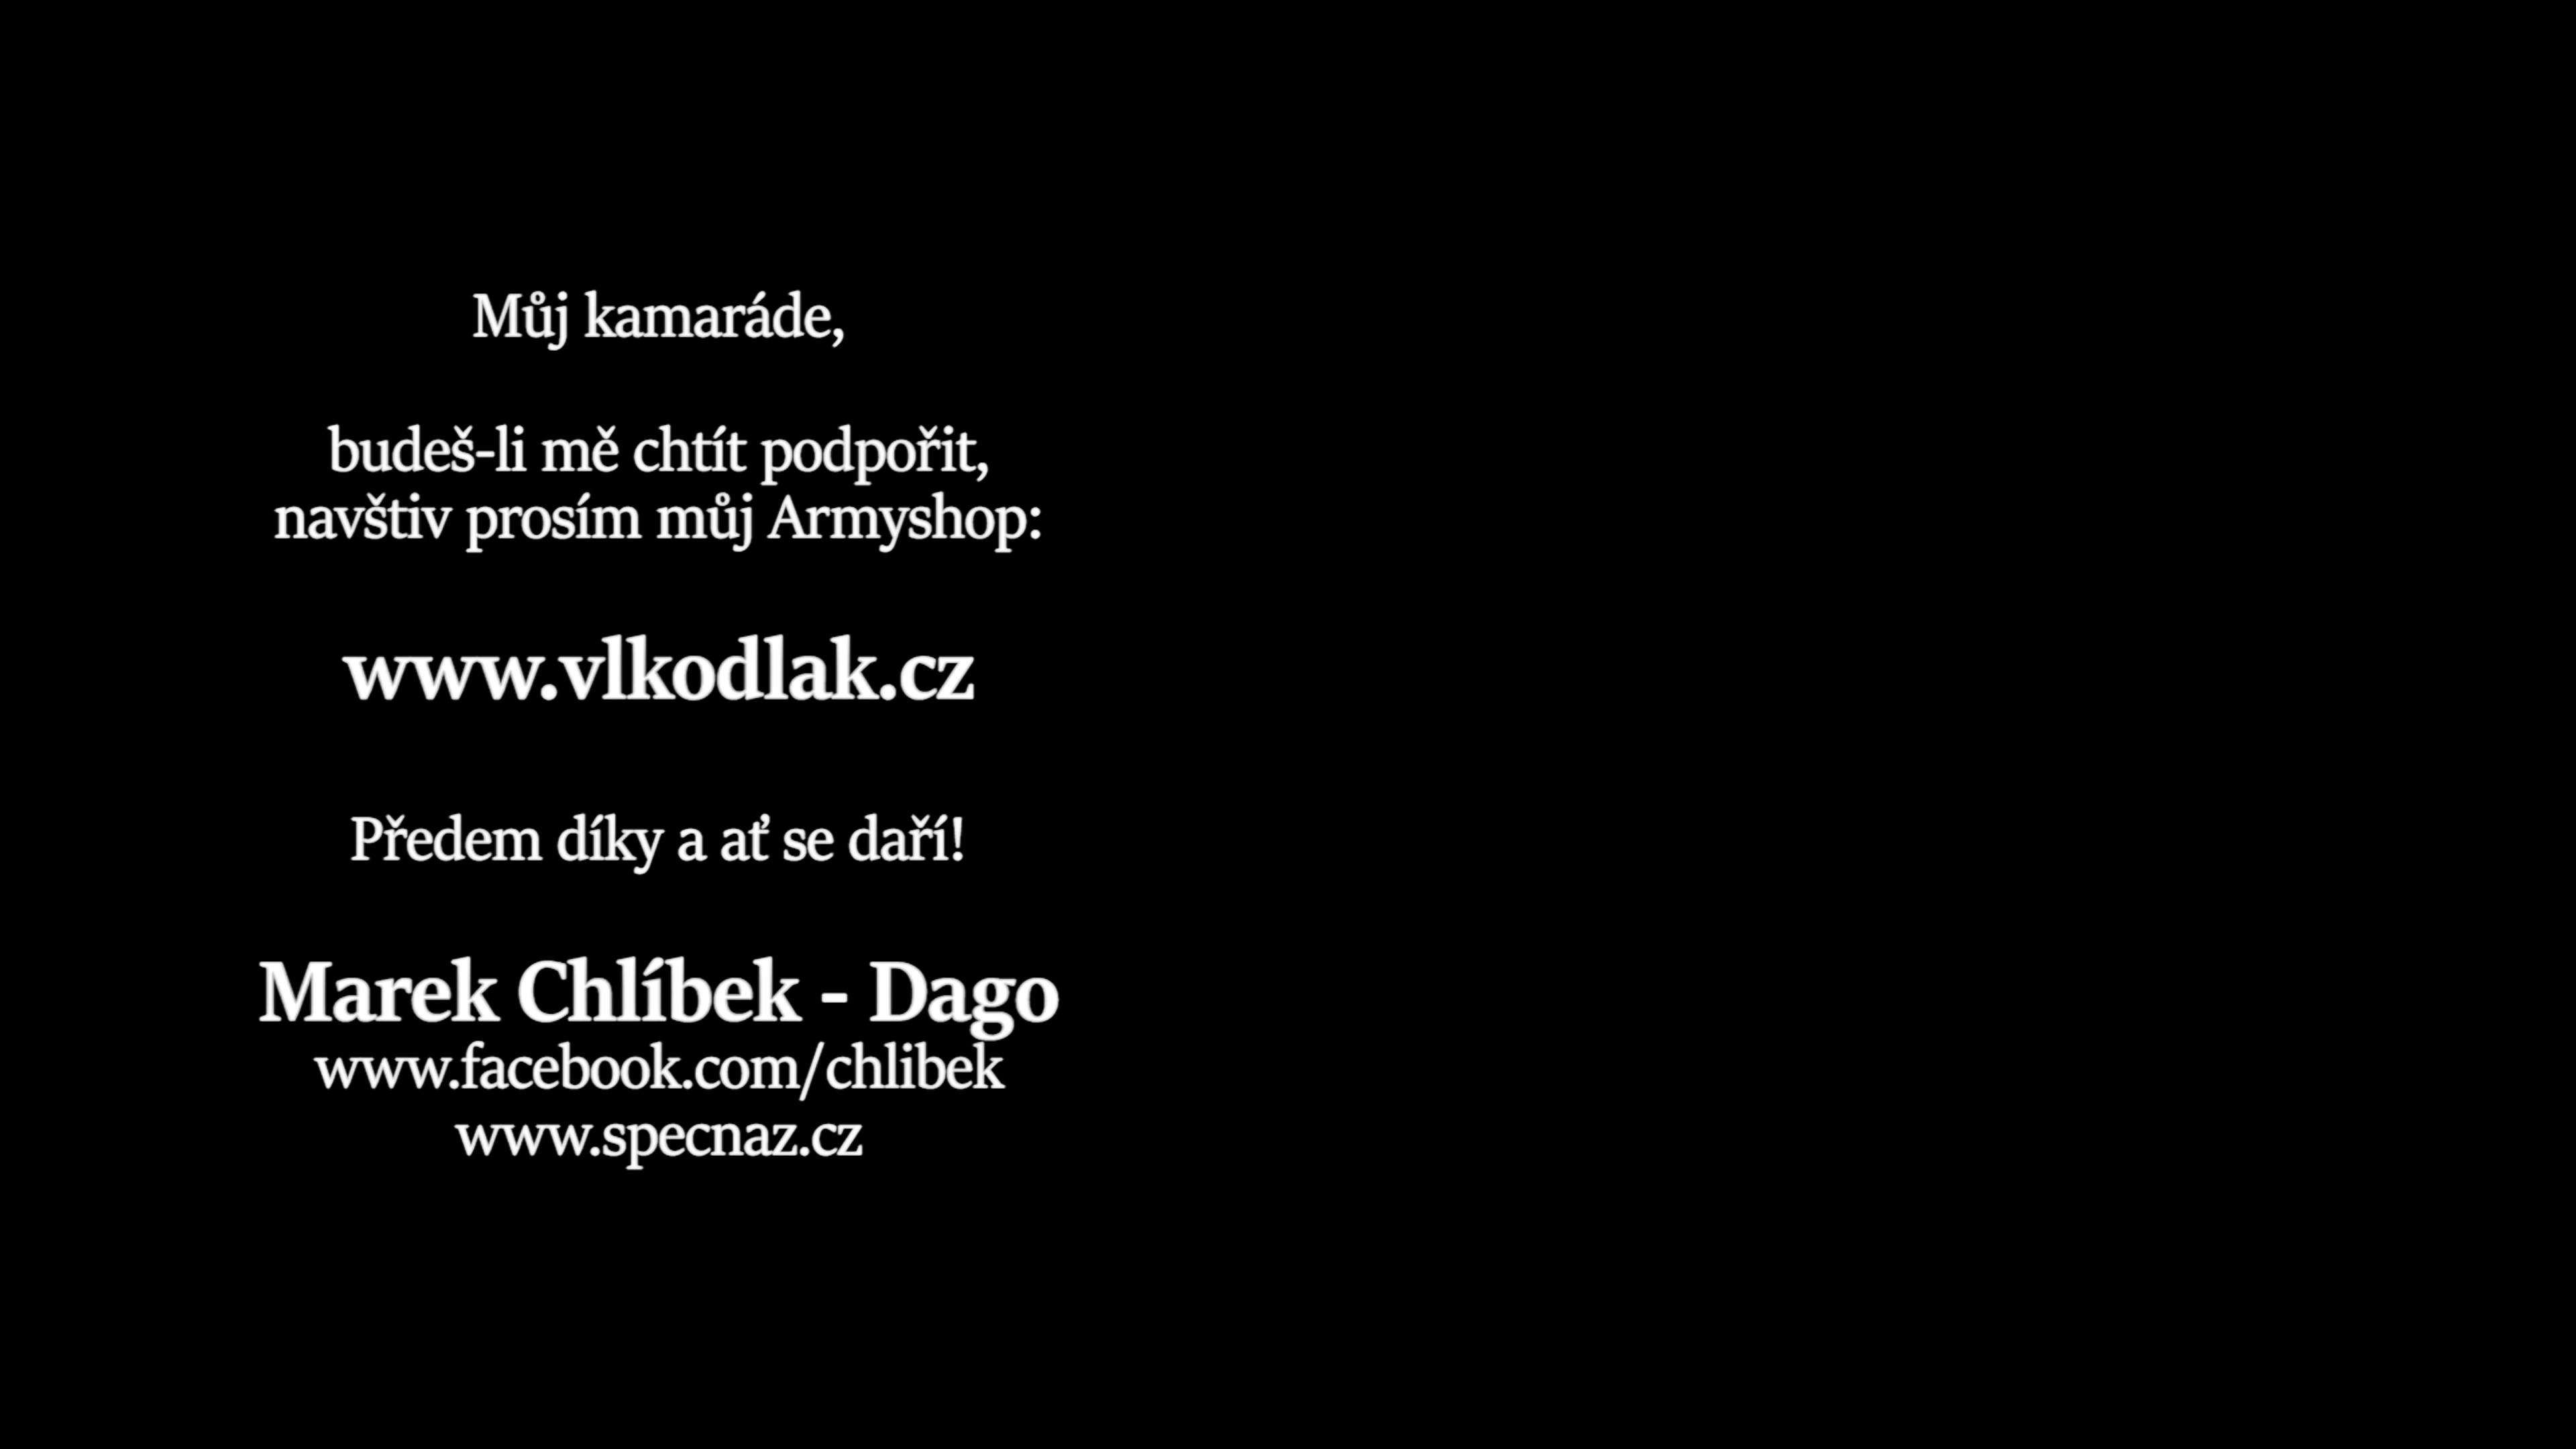 Můj kamaráde,
budeš-li mě chtít podpořit,
navštiv prosím můj Armyshop:
www.vlkodlak.cz
Předem díky a ať se daří!
Marek Chlíbek - Dago
www.facebook.com/chlibek
www.specnaz.cz